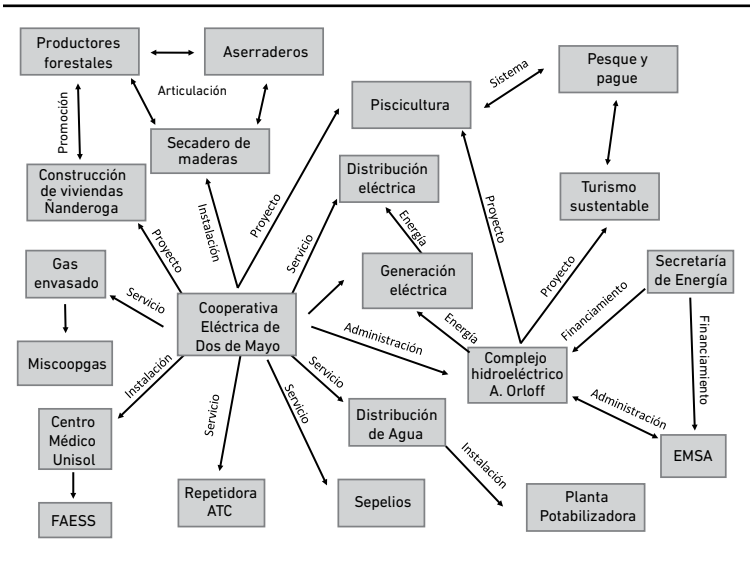 Productores
forestales
Aserraderos
Articulación
Promoción
Secadero de
maderas
Construcción
de viviendas
Ñanderoga
Piscicultura
Sistema
Pesque y
pague
Distribución
eléctrica
Turismo
sustentable
Proyecto
Instalación
Proyecto
Servicio
Energía
Proyecto
Proyecto
Gas
envasado
Servicio
Generación
eléctrica
Secretaría
de Energía
Cooperativa
Eléctrica de
Dos de Mayo
Administración
Energía
Financiamiento
Financiamiento
Miscoopgas
Instalación
Servicio
Complejo
hidroeléctrico
A. Orloff
Administración
Centro
Médico
Unisol
Servicio
Servicio
Distribución
de Agua
Instalación
EMSA
FAESS
Repetidora
ATC
Sepelios
Planta
Potabilizadora